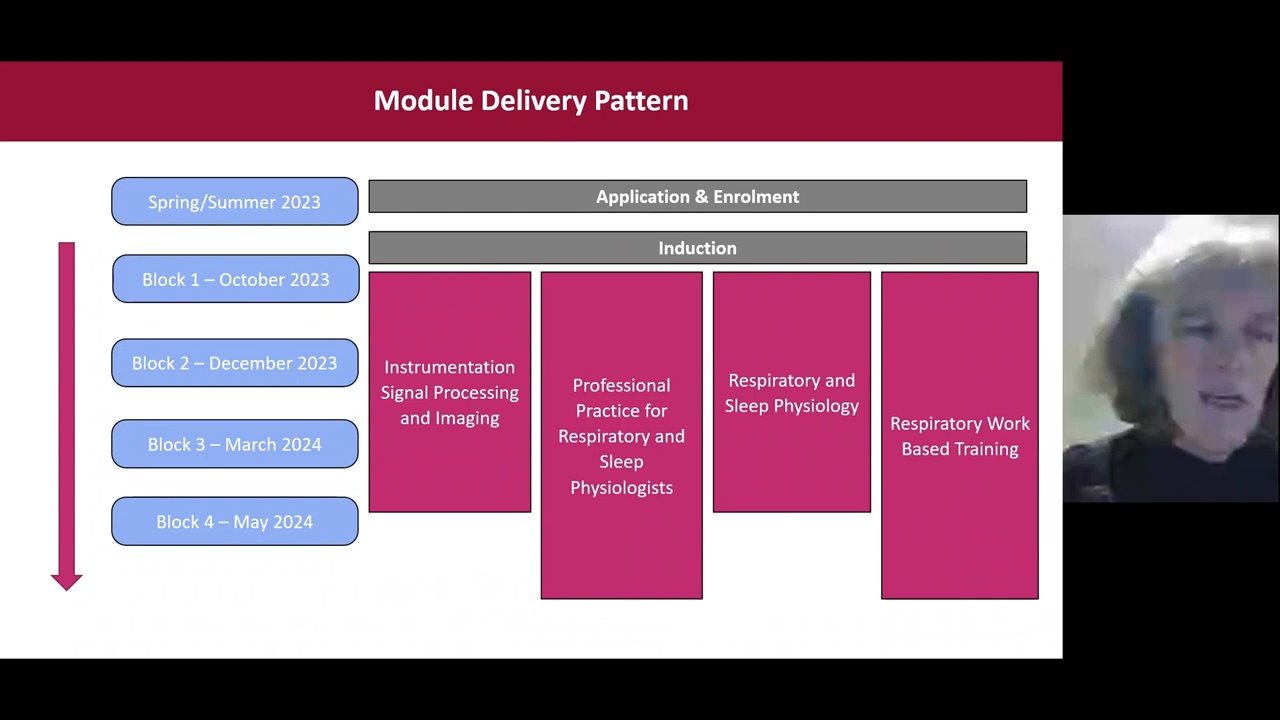 Module Delivery Pattern
Spring/Summer 2023
Application & Enrolment
Induction
Block 1 – October 2023
Block 2 – December 2023
Block 3 – March 2024
Block 4 – May 2024
Instrumentation
Signal Processing
and Imaging
Professional
Practice for
Respiratory and
Sleep
Physiologists
Respiratory and
Sleep Physiology
Respiratory Work
Based Training